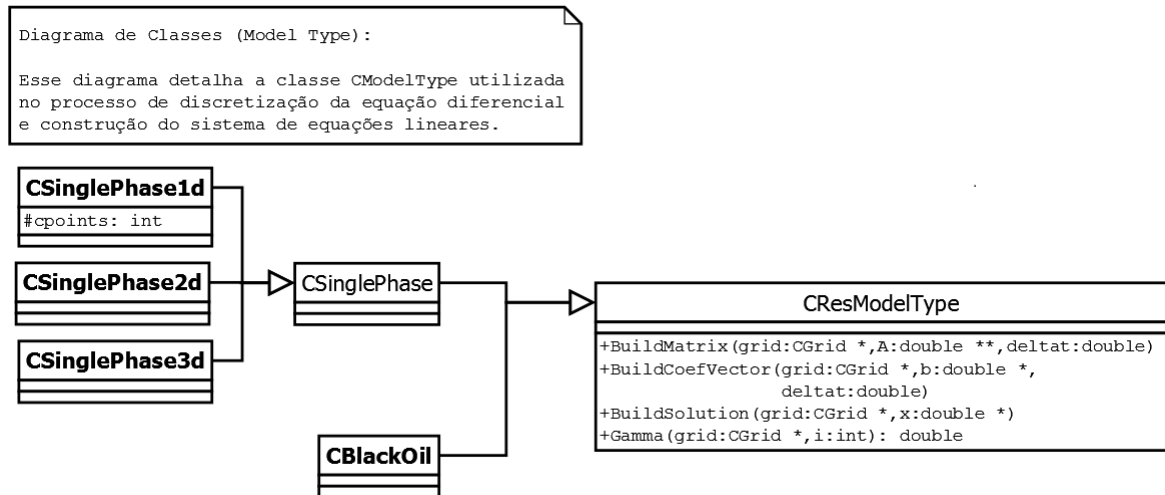 Diagrama de Classes (Model Type):
Esse diagrama detalha a classe CModelType utilizada
no processo de discretização da equação diferencial
e construção do sistema de equações lineares.
CSinglePhase1d
#cpoints: int
CSinglePhase2d
CSinglePhase3d
CSinglePhase
CBlackOil
CResModelType
+BuildMatrix(grid:CGrid *,A:double **,deltat:double)
+BuildCoefVector(grid:CGrid *,b:double *,
deltat:double)
+BuildSolution(grid:CGrid *,x:double *)
+Gamma(grid:CGrid *,i:int): double